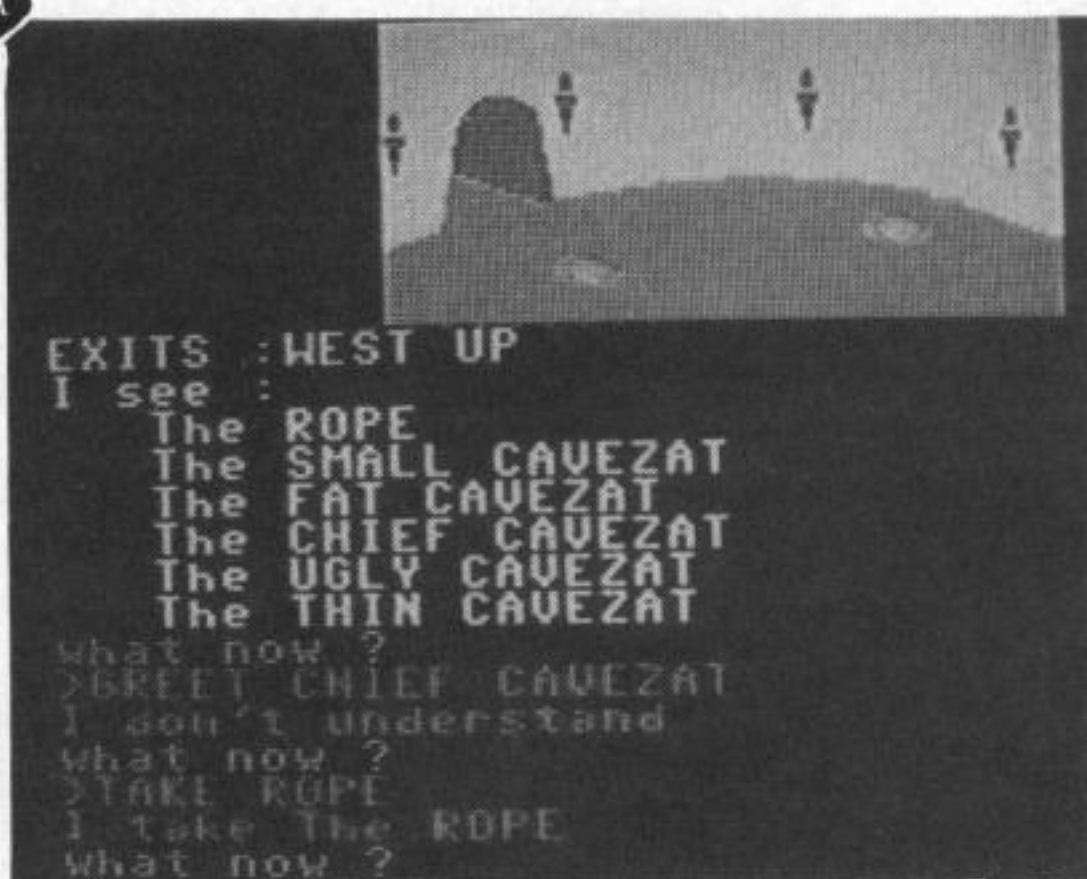 EXITS :WEST UP
I see :
The ROPE
The SMALL CAVEZAT
The FAT CAVEZAT
The CHIEF CAVEZAT
The UGLY CAVEZAT
The THIN CAVEZAT
what now ?
>GREET CHIEF CAVEZAT
I don't understand
what now ?
>TAKE ROPE
I take The ROPE
what now ?